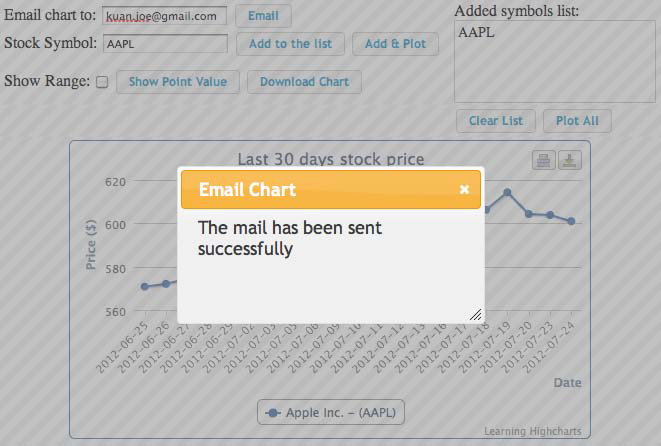 Email chart to: kuan.joe@gmail.com Email
Added symbols list:
Stock Symbol: AAPL Add to the list Add & Plot
AAPL
Show Range: Show Point Value Download Chart
Clear List Plot All
Last 30 days stock price
Email Chart ×
The mail has been sent
successfully
Price ($)
620
600
580
560
2012-06-25
2012-06-26
2012-06-27
2012-06-28
2012-06-29
2012-07-02
2012-07-03
2012-07-05
2012-07-06
2012-07-09
2012-07-10
2012-07-11
2012-07-12
2012-07-13
2012-07-16
2012-07-17
2012-07-18
2012-07-19
2012-07-20
2012-07-23
2012-07-24
Date
Apple Inc. - (AAPL)
Learning Highcharts